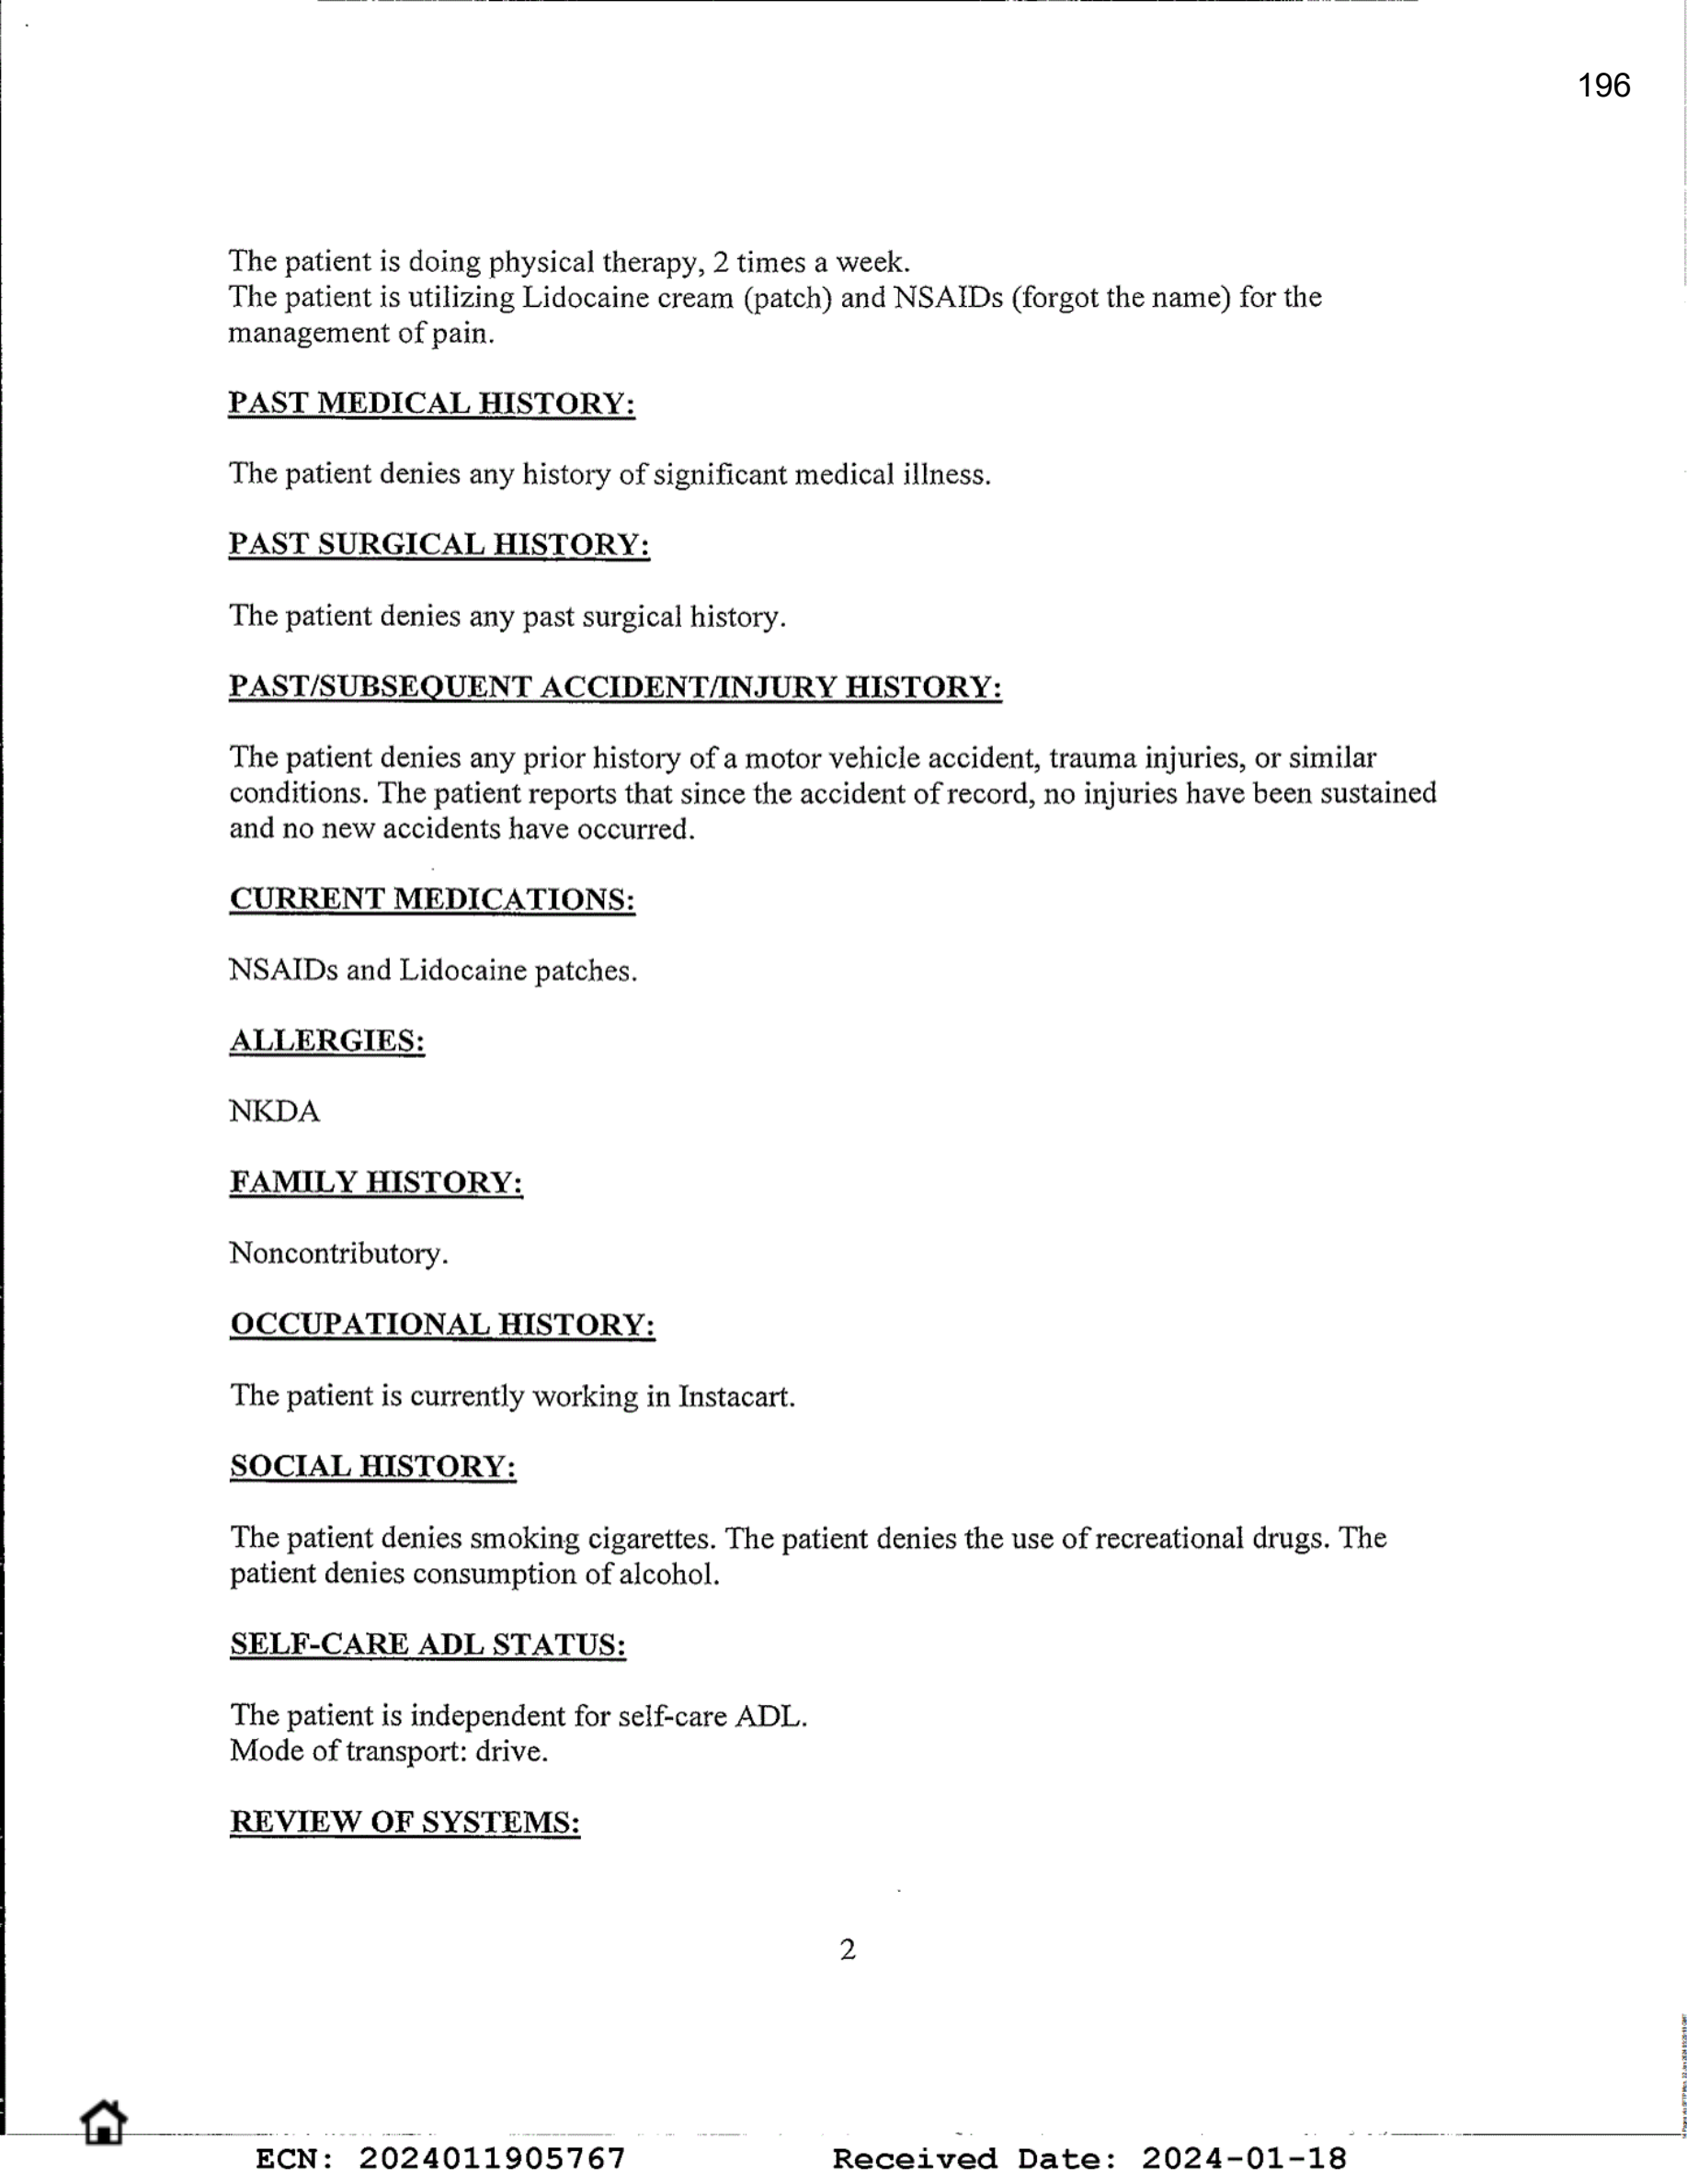 196
The patient is doing physical therapy, 2 times a week.
The patient is utilizing Lidocaine cream (patch) and NSAIDs (forgot the name) for the
management of pain.
PAST MEDICAL HISTORY:
The patient denies any history of significant medical illness.
PAST SURGICAL HISTORY:
The patient denies any past surgical history.
PAST/SUBSEQUENT ACCIDENT/INJURY HISTORY:
The patient denies any prior history of a motor vehicle accident, trauma injuries, or similar
conditions. The patient reports that since the accident of record, no injuries have been sustained
and no new accidents have occurred.
CURRENT MEDICATIONS:
NSAIDs and Lidocaine patches.
ALLERGIES:
NKDA
FAMILY HISTORY:
Noncontributory.
OCCUPATIONAL HISTORY:
The patient is currently working in Instacart.
SOCIAL HISTORY:
The patient denies smoking cigarettes. The patient denies the use of recreational drugs. The
patient denies consumption of alcohol.
SELF-CARE ADL STATUS:
The patient is independent for self-care ADL.
Mode of transport: drive.
REVIEW OF SYSTEMS:
2
ECN: 2024011905767 Received Date: 2024-01-18